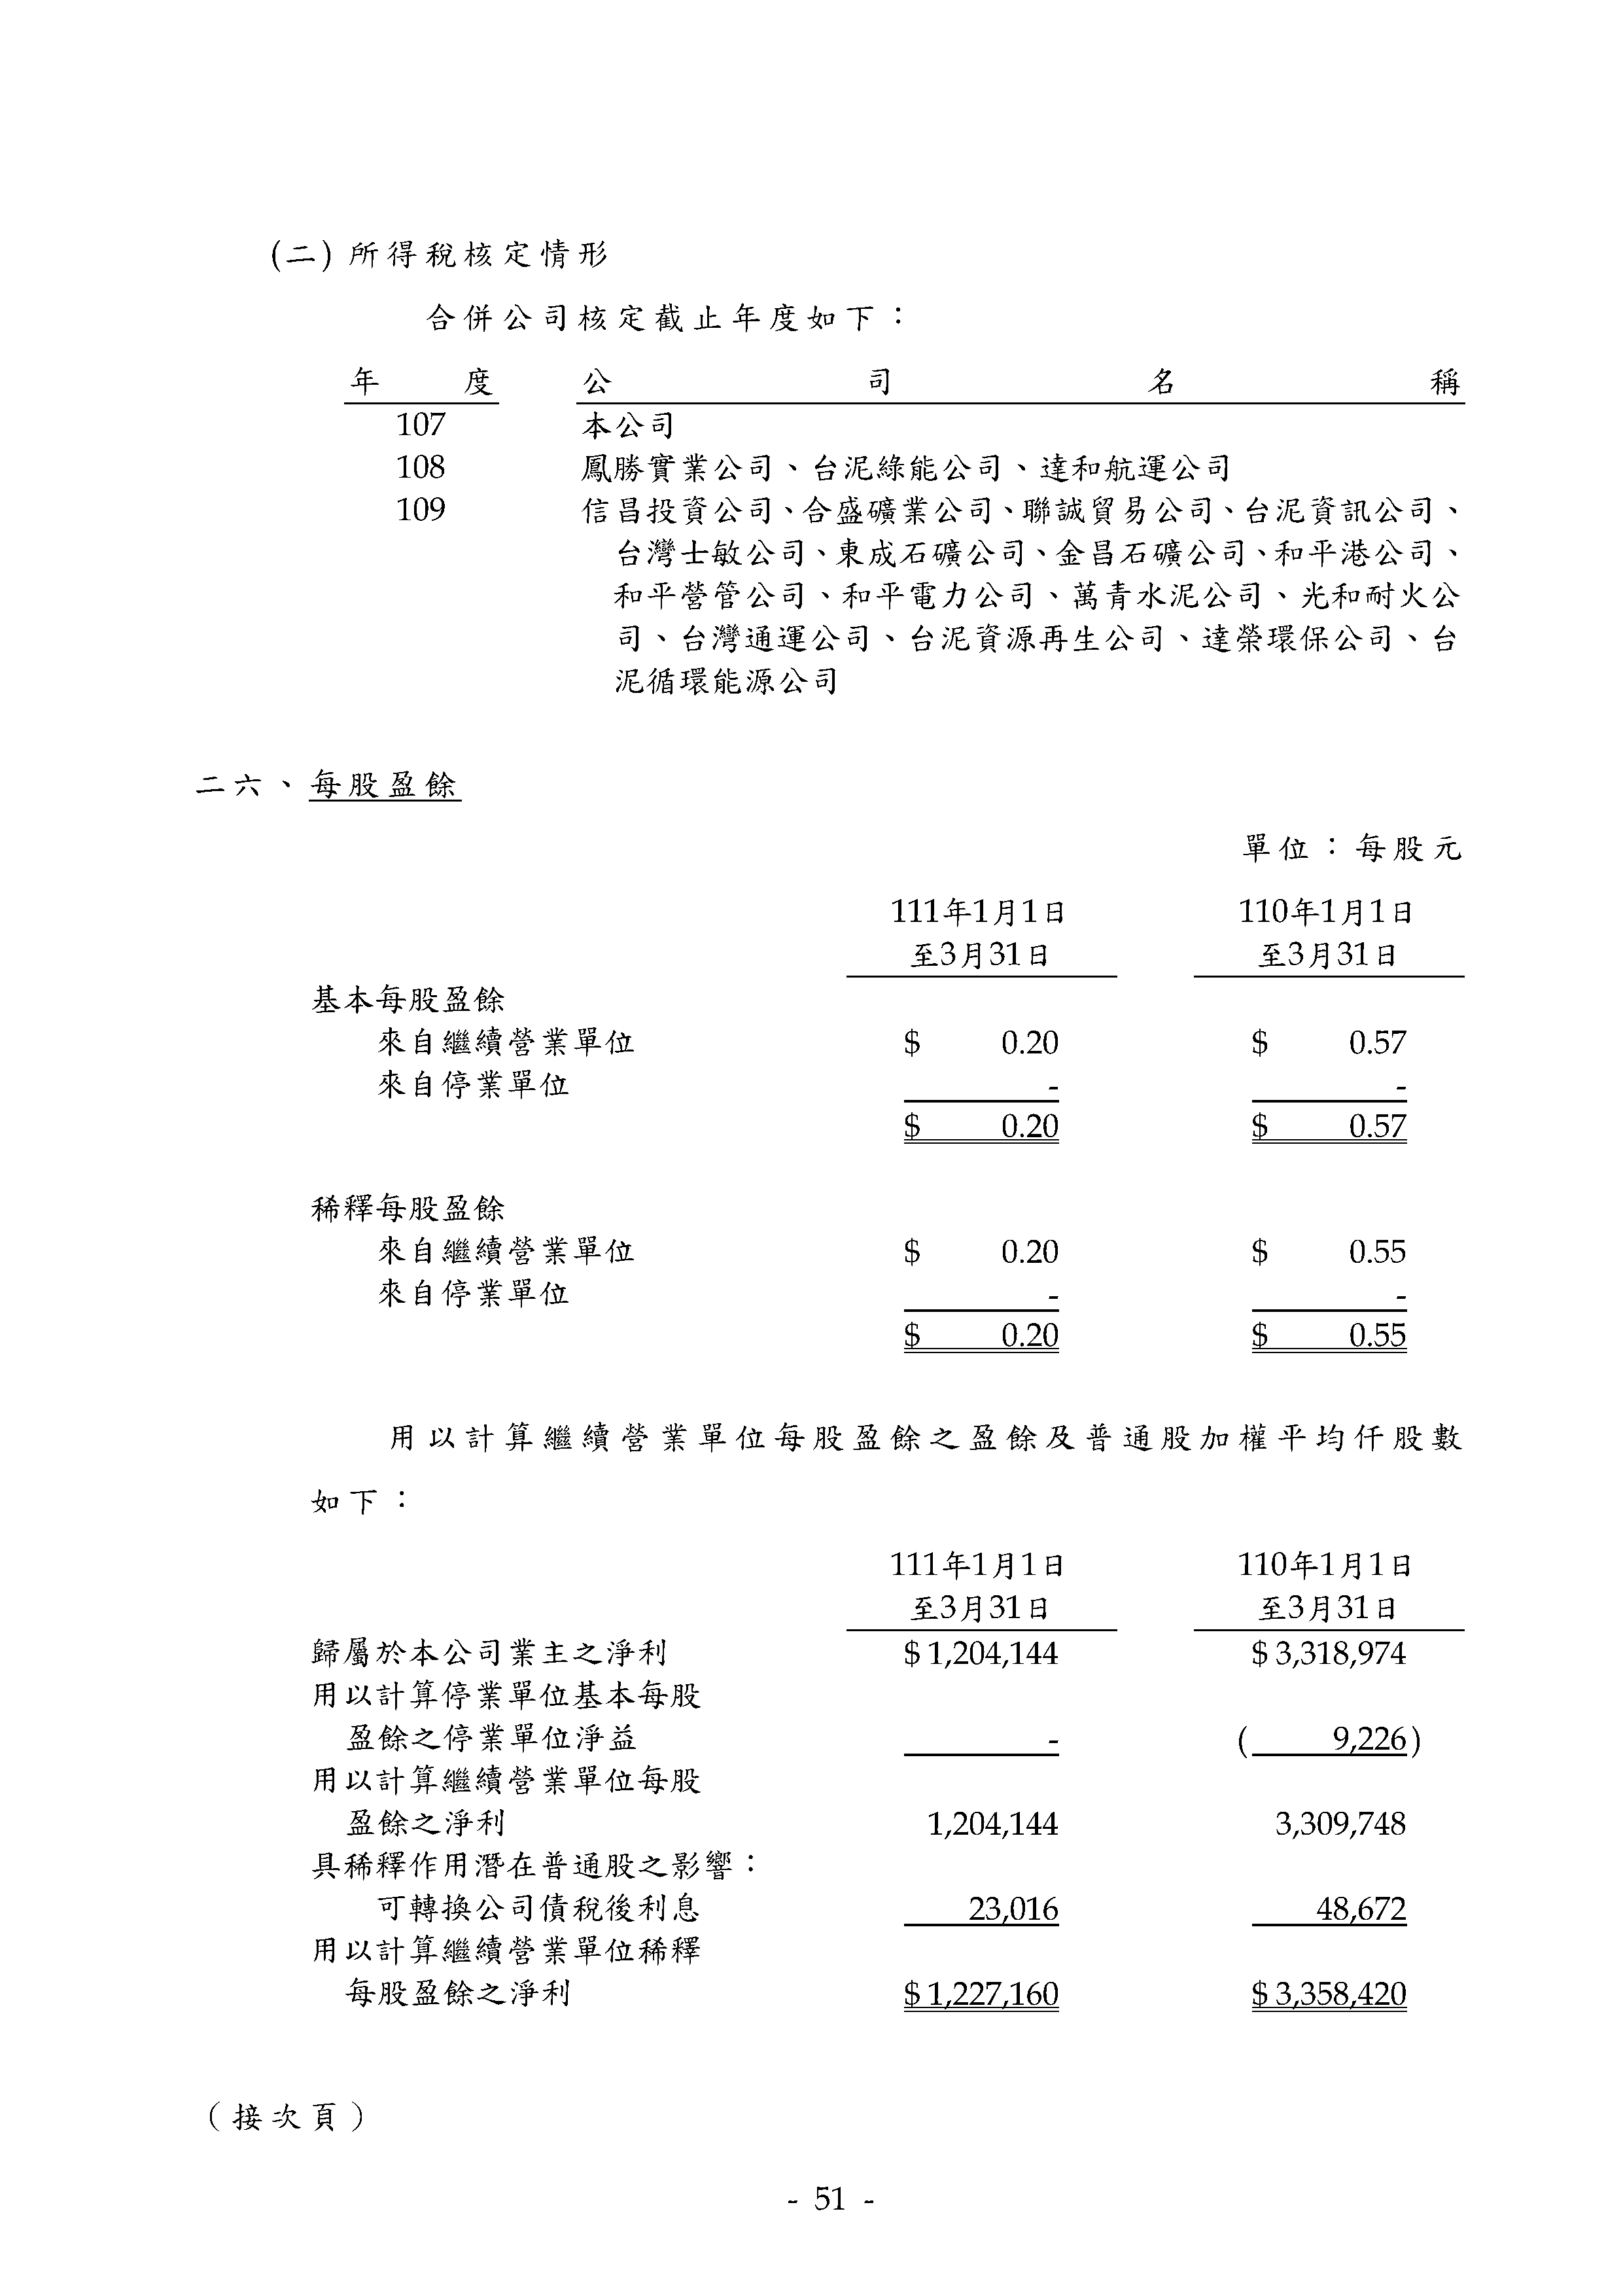 (二) 所得稅核定情形
合併公司核定截止年度如下：
年 度 公 司 名 稱
107 本公司
108 鳳勝實業公司、台泥綠能公司、達和航運公司
109 信昌投資公司、合盛礦業公司、聯誠貿易公司、台泥資訊公司、
台灣士敏公司、東成石礦公司、金昌石礦公司、和平港公司、
和平營管公司、和平電力公司、萬青水泥公司、光和耐火公
司、台灣通運公司、台泥資源再生公司、達榮環保公司、台
泥循環能源公司
二六、每股盈餘
單位：每股元
111年1月1日 110年1月1日
至3月31日 至3月31日
基本每股盈餘
來自繼續營業單位 $ 0.20 $ 0.57
來自停業單位 - -
$ 0.20 $ 0.57
稀釋每股盈餘
來自繼續營業單位 $ 0.20 $ 0.55
來自停業單位 - -
$ 0.20 $ 0.55
用以計算繼續營業單位每股盈餘之盈餘及普通股加權平均仟股數
如下：
111年1月1日 110年1月1日
至3月31日 至3月31日
歸屬於本公司業主之淨利 $ 1,204,144 $ 3,318,974
用以計算停業單位基本每股
盈餘之停業單位淨益 - ( 9,226)
用以計算繼續營業單位每股
盈餘之淨利 1,204,144 3,309,748
具稀釋作用潛在普通股之影響：
可轉換公司債稅後利息 23,016 48,672
用以計算繼續營業單位稀釋
每股盈餘之淨利 $ 1,227,160 $ 3,358,420
（接次頁）
- 51 -